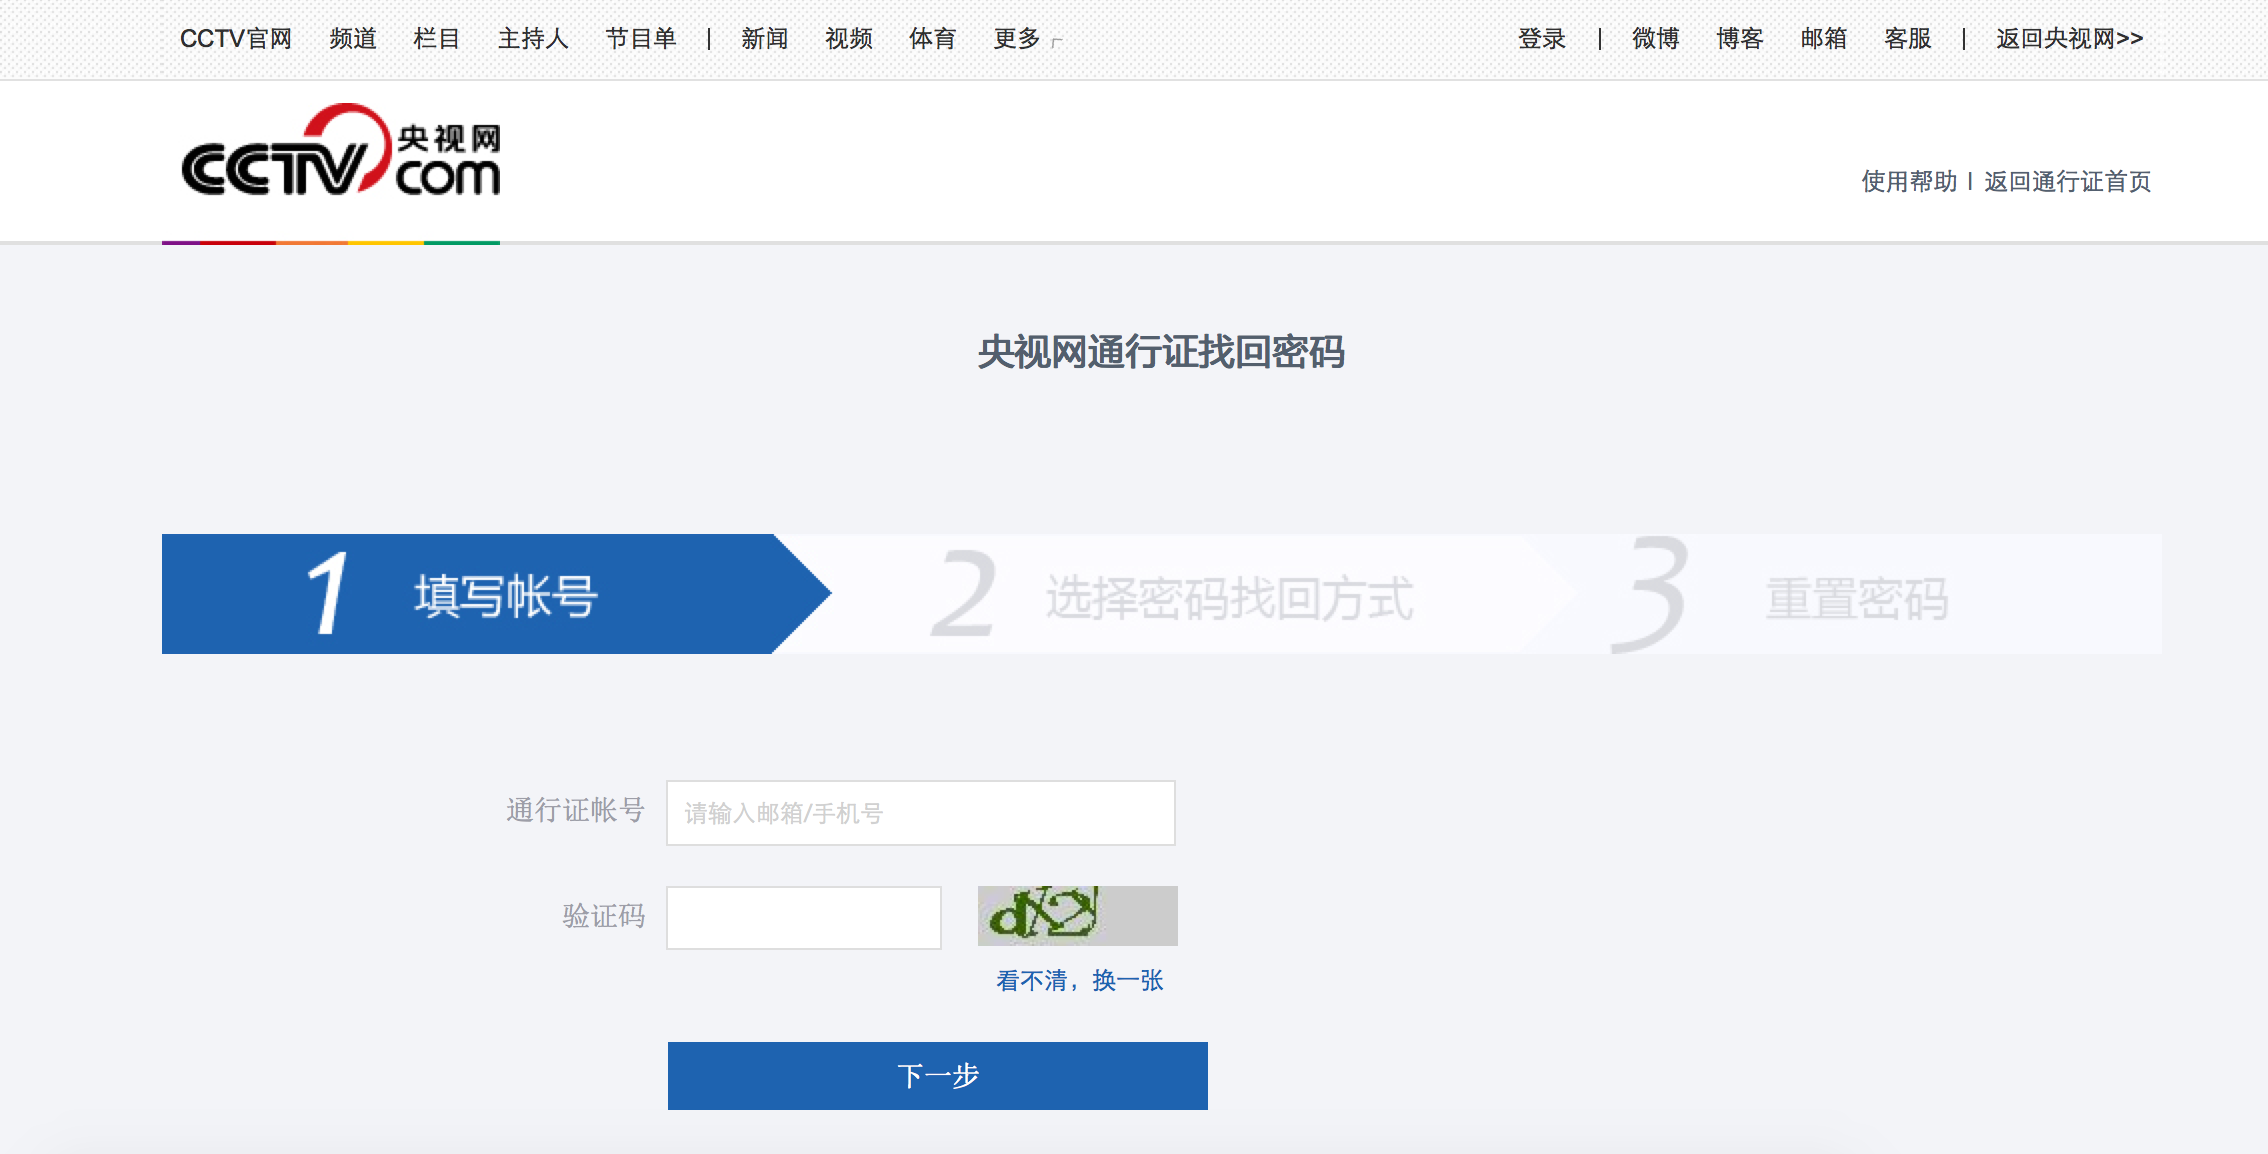 CCTV官网 频道 栏目 主持人 节目单 | 新闻 视频 体育 更多
登录 | 微博 博客 邮箱 客服 | 返回央视网>>
CCTV 央视网
com
使用帮助 | 返回通行证首页
央视网通行证找回密码
1 填写帐号 2 选择密码找回方式 3 重置密码
通行证帐号 请输入邮箱/手机号
验证码
看不清，换一张
下一步